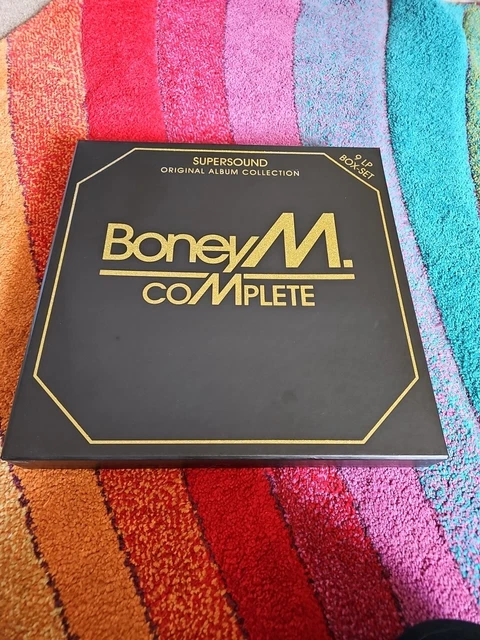 SUPERSOUND
ORIGINAL ALBUM COLLECTION
9 LP
BOX-SET
Boney M.
COMPLETE